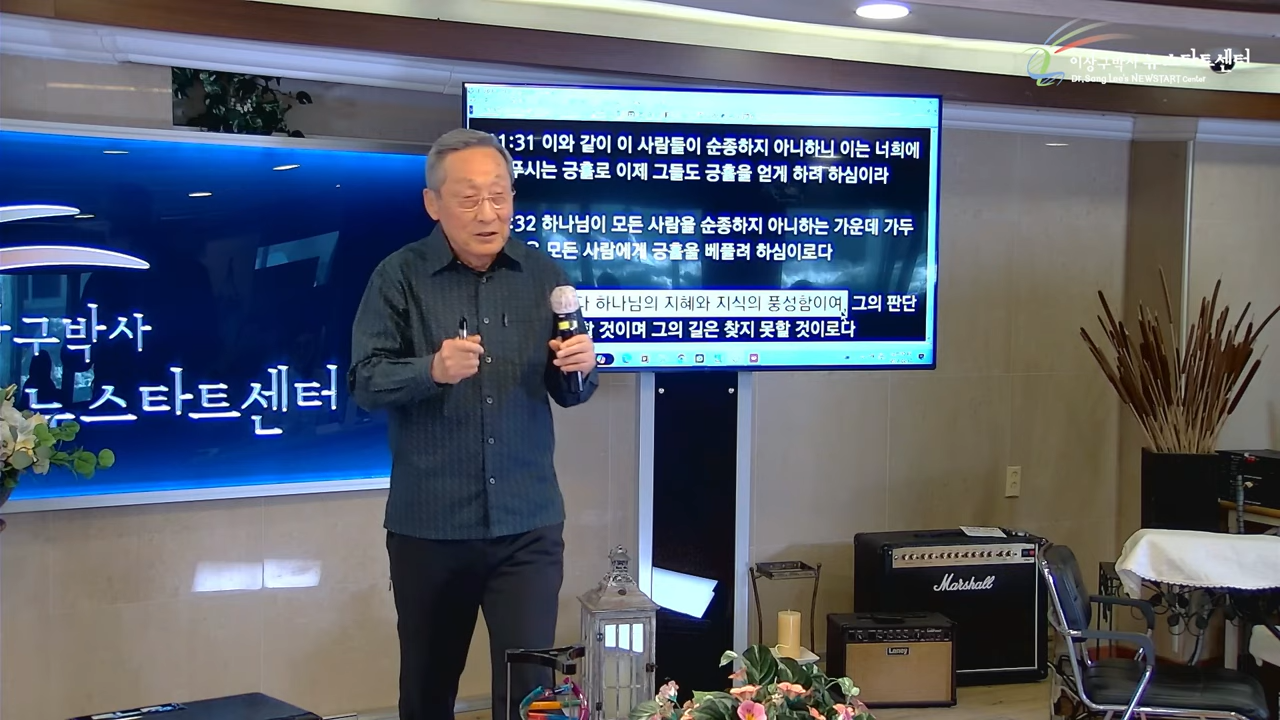 이상구박사 뉴스타트센터
Dr.Sang Lee's NEWSTART Center
1:31 이와 같이 이 사람들이 순종하지 아니하니 이는 너희에
푸시는 긍휼로 이제 그들도 긍휼을 얻게 하려 하심이라
:32 하나님이 모든 사람을 순종하지 아니하는 가운데 가두
모든 사람에게 긍휼을 베풀려 하심이로다
다 하나님의 지혜와 지식의 풍성함이여, 그의 판단
할 것이며 그의 길은 찾지 못할 것이로다
구박사
뉴스타트센터
Marshall
Laney